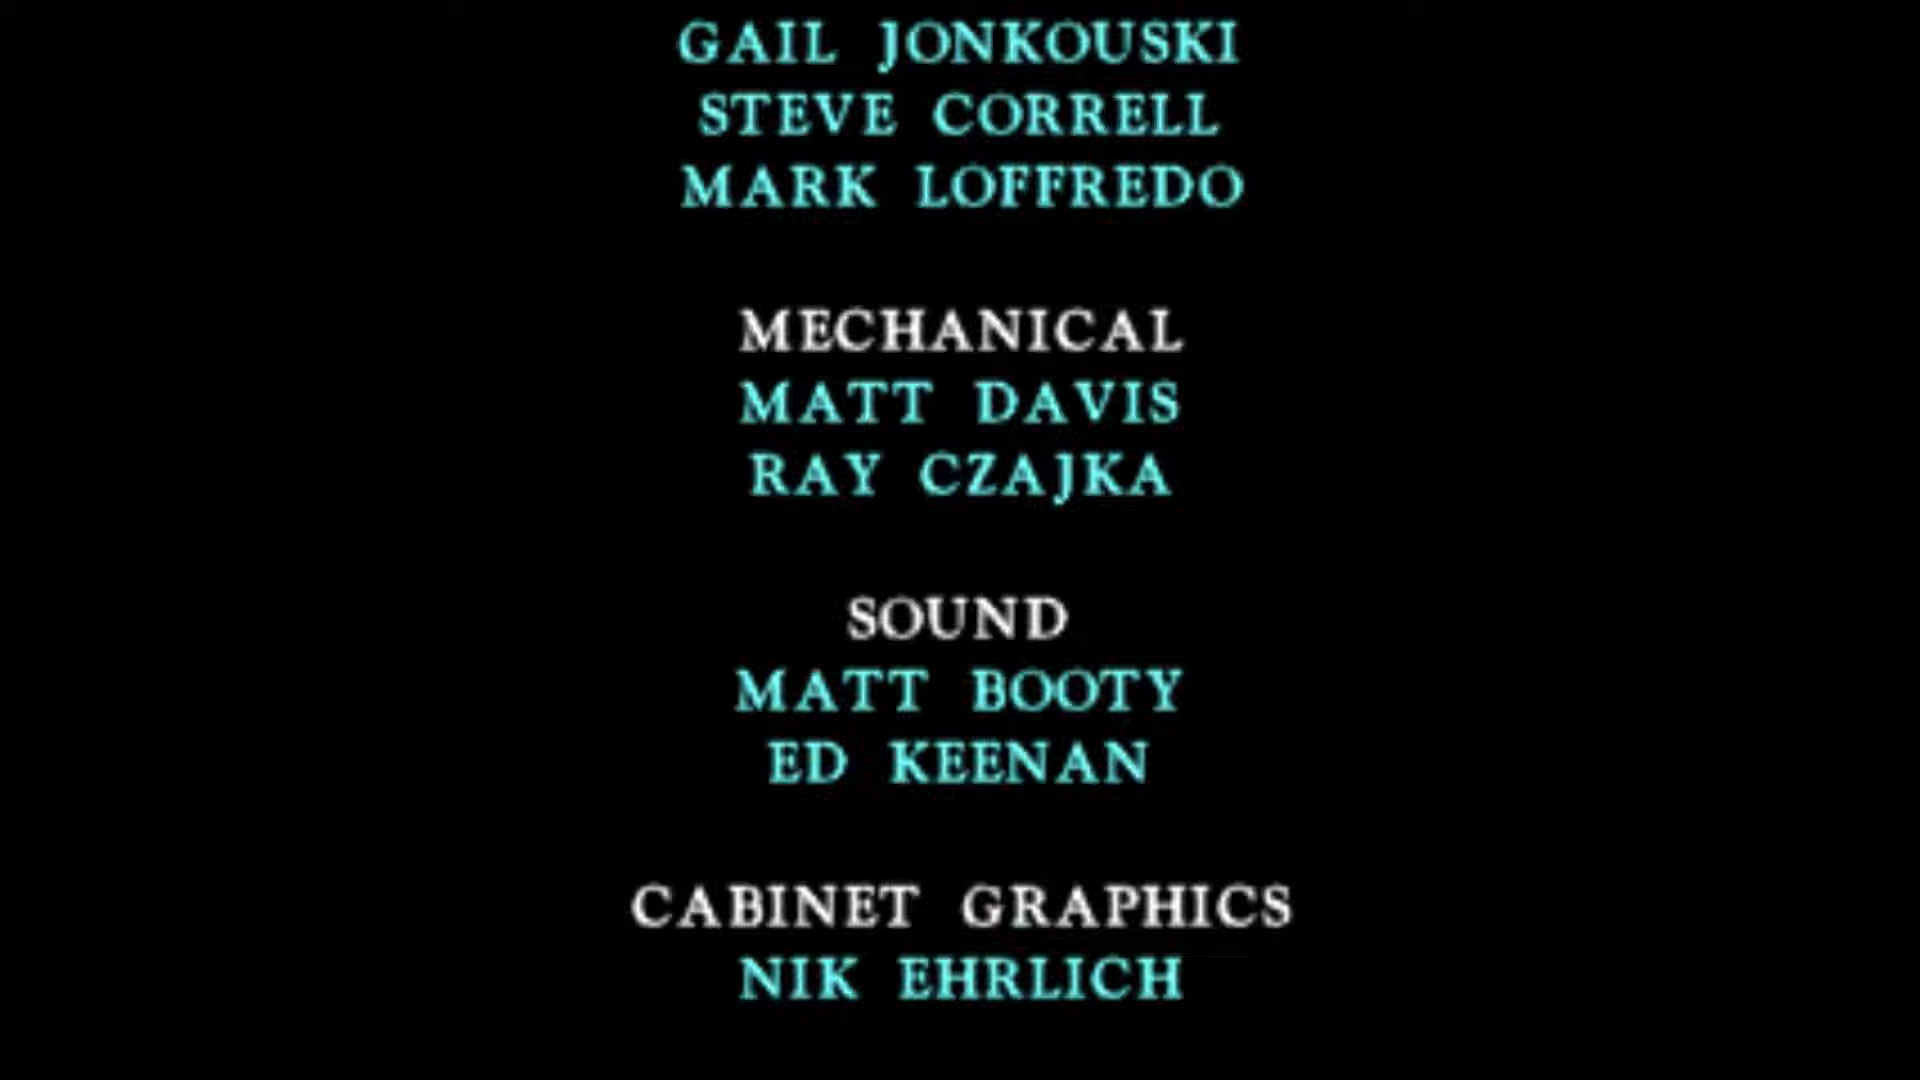 GAIL JONKOUSKI
STEVE CORRELL
MARK LOFFREDO
MECHANICAL
MATT DAVIS
RAY CZAJKA
SOUND
MATT BOOTY
ED KEENAN
CABINET GRAPHICS
NIK EHRLICH